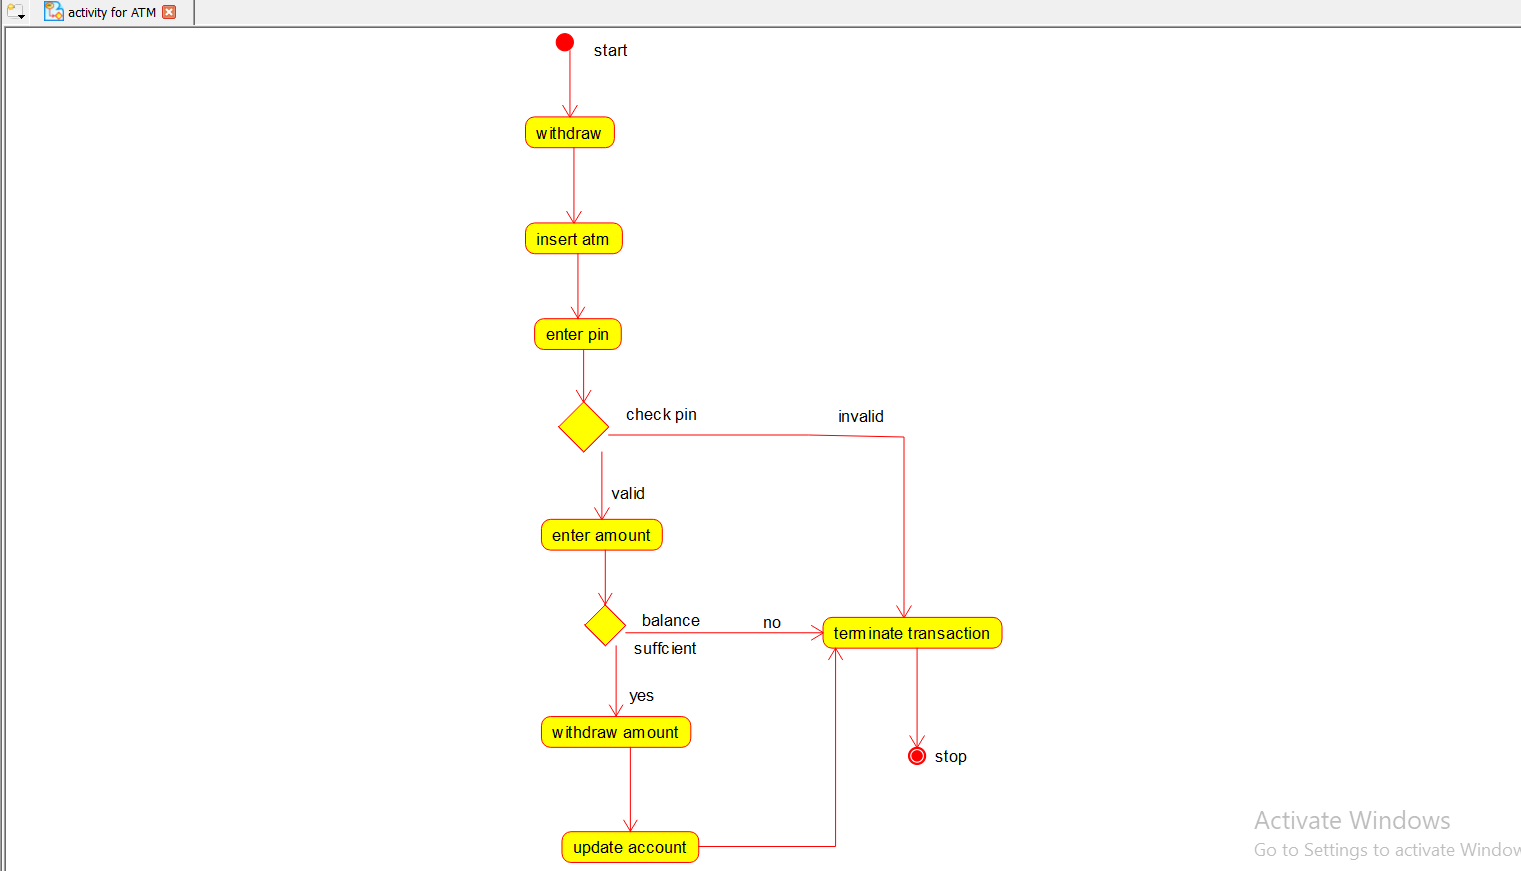 activity for ATM
start
withdraw
insert atm
enter pin
check pin
invalid
valid
enter amount
balance
no
suffcient
terminate transaction
yes
withdraw amount
stop
update account
Activate Windows
Go to Settings to activate Window